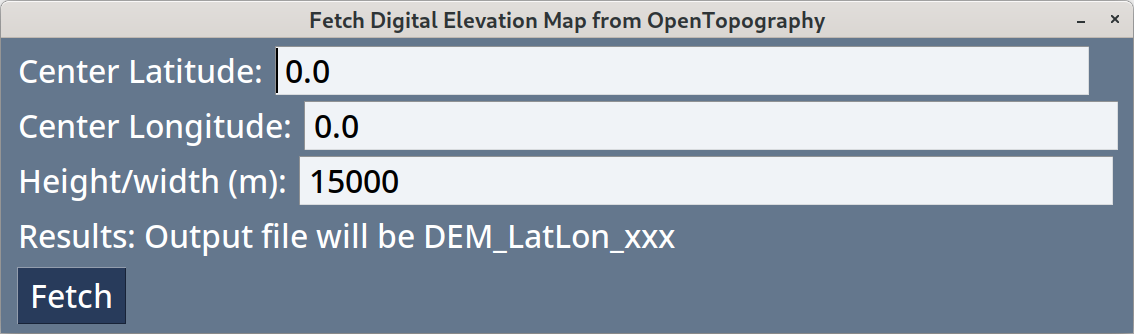 Fetch Digital Elevation Map from OpenTopography
Center Latitude: 0.0
Center Longitude: 0.0
Height/width (m): 15000
Results: Output file will be DEM_LatLon_xxx
Fetch